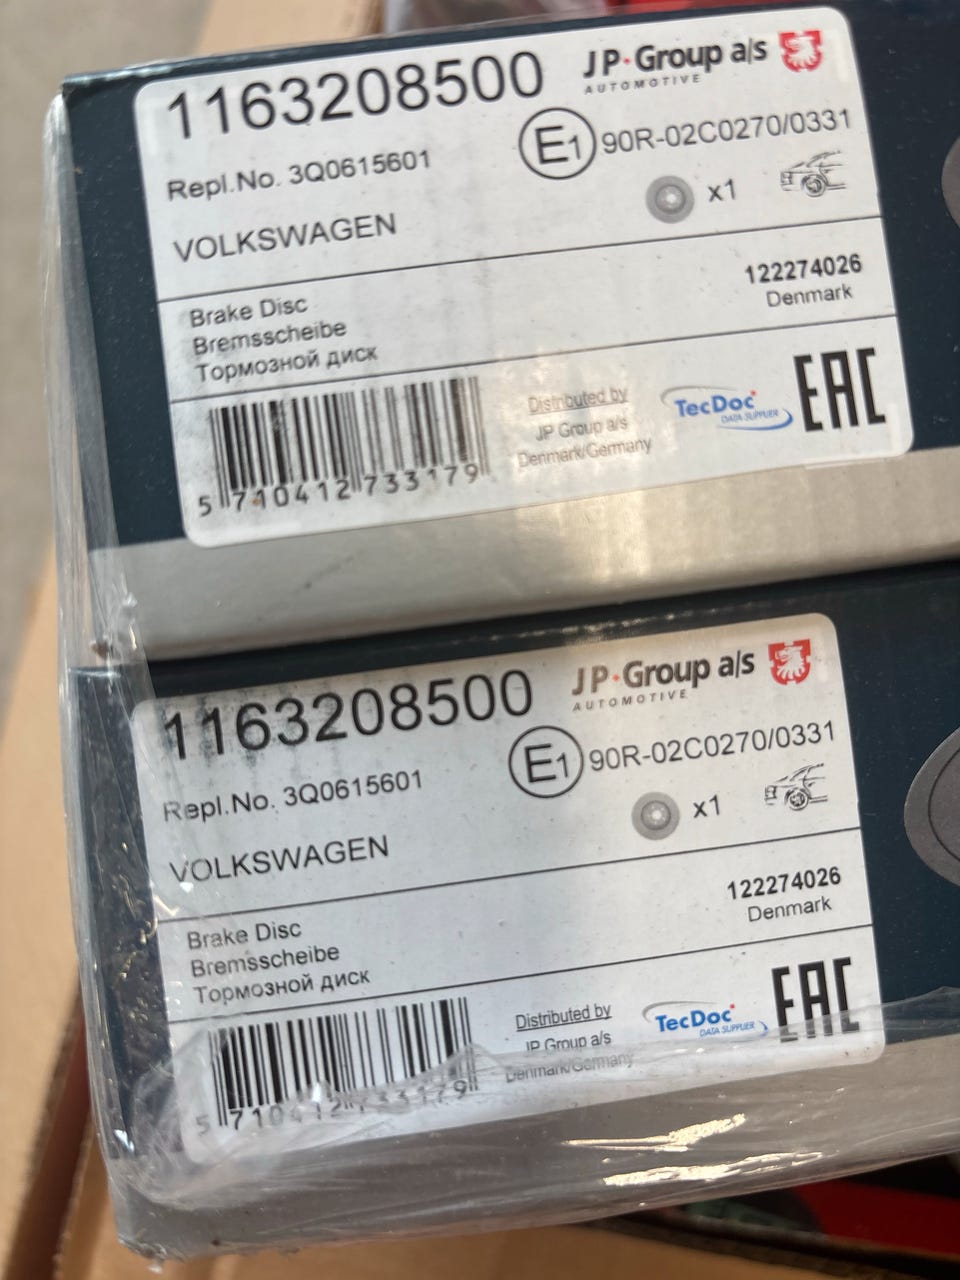 1163208500
JP Group a/s
AUTOMOTIVE
E1 90R-02C0270/0331
Repl.No. 3Q0615601
x1
VOLKSWAGEN
122274026
Denmark
Brake Disc
Bremsscheibe
Тормозной диск
Distributed by
JP Group a/s
Denmark/Germany
TecDoc
DATA SUPPLIER
EAC
5 710412 733179
1163208500
JP Group a/s
AUTOMOTIVE
E1 90R-02C0270/0331
Repl.No. 3Q0615601
x1
VOLKSWAGEN
122274026
Denmark
Brake Disc
Bremsscheibe
Тормозной диск
Distributed by
JP Group a/s
Denmark/Germany
TecDoc
DATA SUPPLIER
EAC
5 710412 733179